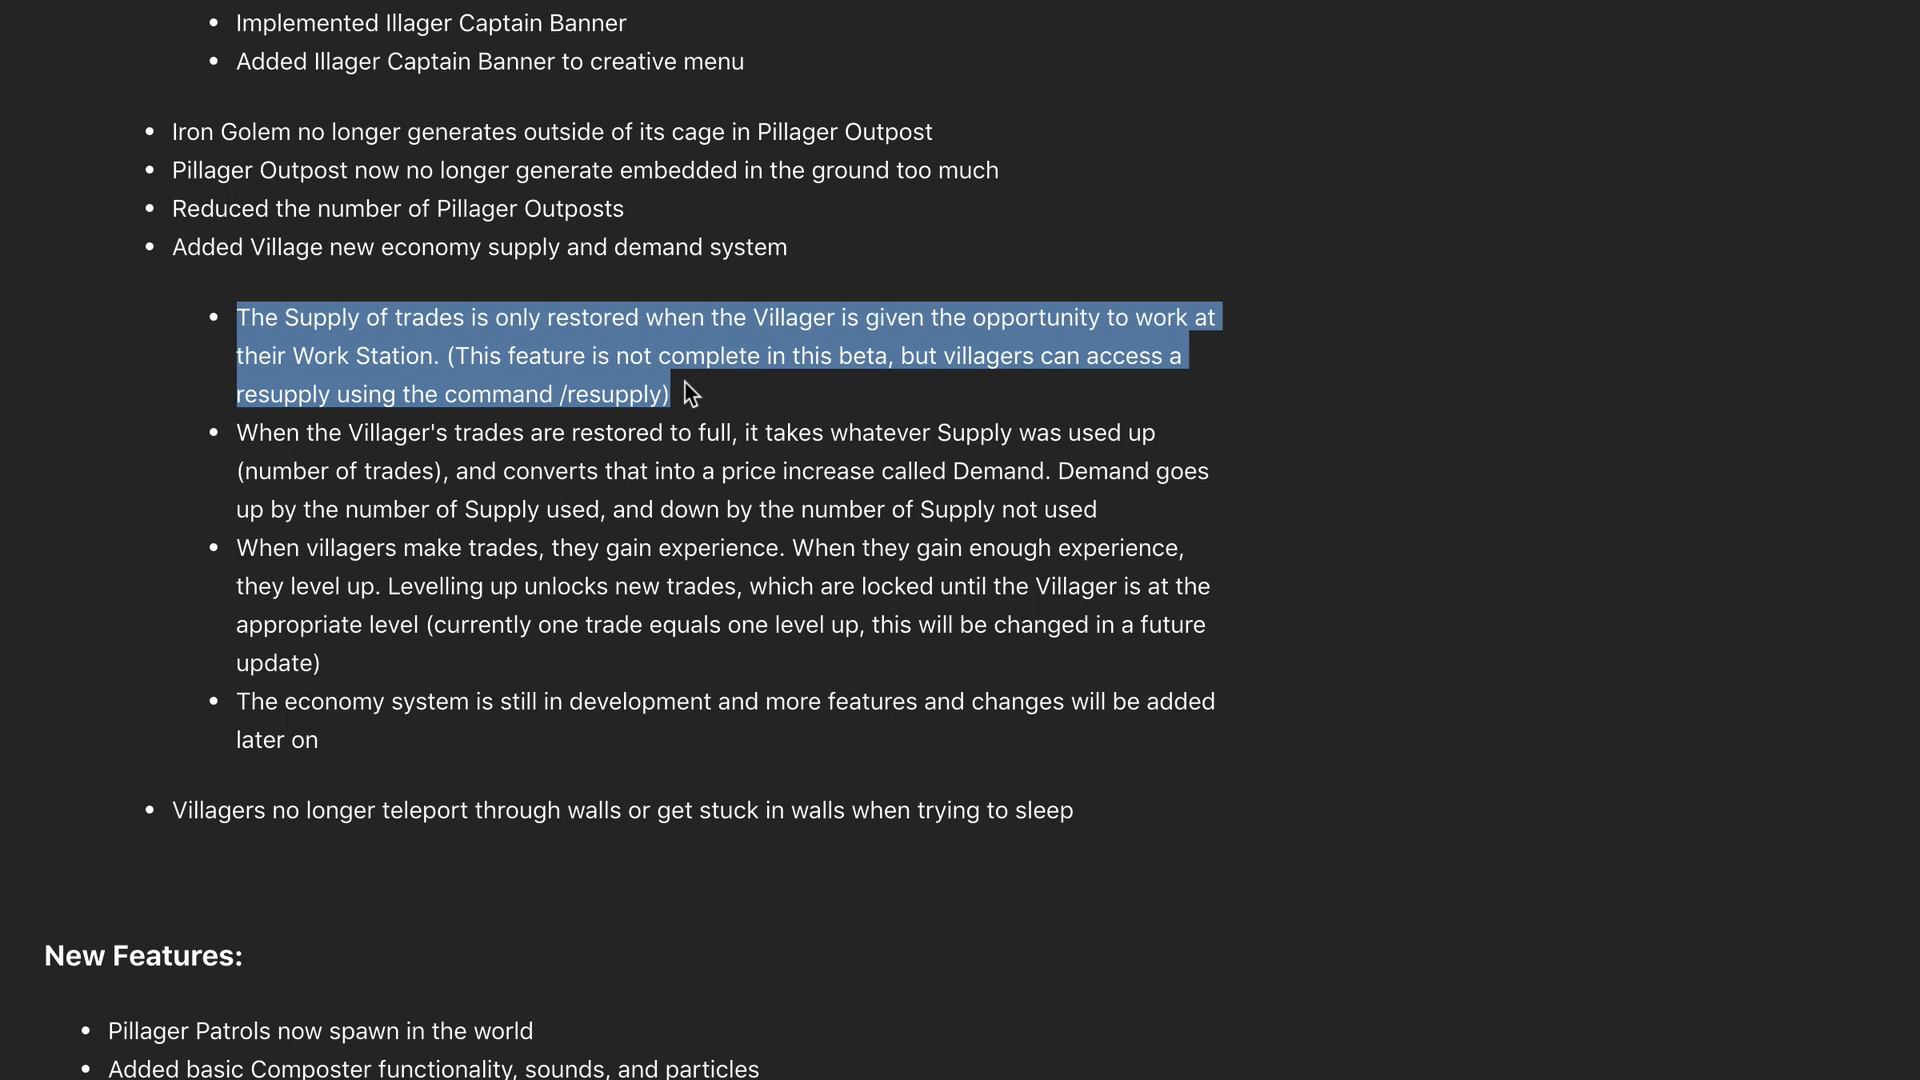 Implemented Illager Captain Banner
Added Illager Captain Banner to creative menu
Iron Golem no longer generates outside of its cage in Pillager Outpost
Pillager Outpost now no longer generate embedded in the ground too much
Reduced the number of Pillager Outposts
Added Village new economy supply and demand system
The Supply of trades is only restored when the Villager is given the opportunity to work at
their Work Station. (This feature is not complete in this beta, but villagers can access a
resupply using the command /resupply)
When the Villager's trades are restored to full, it takes whatever Supply was used up
(number of trades), and converts that into a price increase called Demand. Demand goes
up by the number of Supply used, and down by the number of Supply not used
When villagers make trades, they gain experience. When they gain enough experience,
they level up. Levelling up unlocks new trades, which are locked until the Villager is at the
appropriate level (currently one trade equals one level up, this will be changed in a future
update)
The economy system is still in development and more features and changes will be added
later on
Villagers no longer teleport through walls or get stuck in walls when trying to sleep
New Features:
Pillager Patrols now spawn in the world
Added basic Composter functionality, sounds, and particles